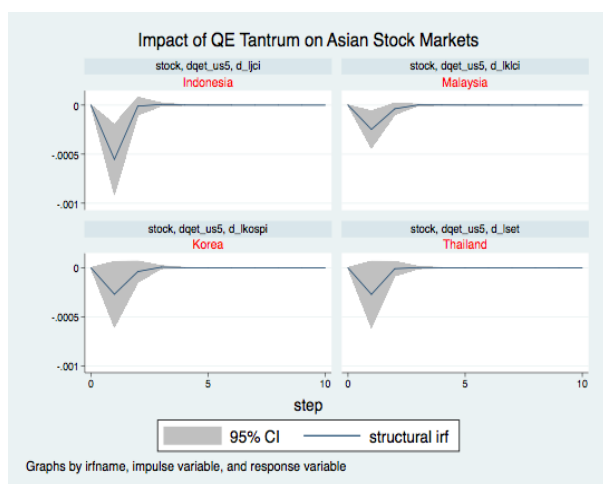 Impact of QE Tantrum on Asian Stock Markets
stock, dqet_us5, d_ljci
Indonesia
stock, dqet_us5, d_lklci
Malaysia
0
-.0005
-.001
stock, dqet_us5, d_lkospi
Korea
stock, dqet_us5, d_lset
Thailand
0
-.0005
-.001
0 5 10 0 5 10
step
95% CI structural irf
Graphs by irfname, impulse variable, and response variable